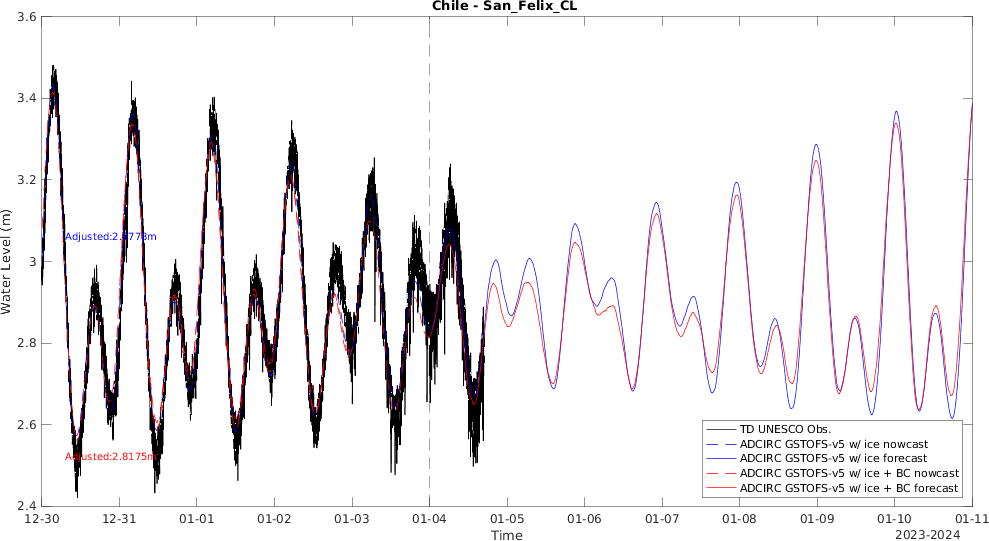 Chile - San_Felix_CL
3.6
3.4
3.2
3
2.8
2.6
2.4
Water Level (m)
Adjusted:2.8175m
TD UNESCO Obs.
ADCIRC GSTOFS-v5 w/ ice nowcast
ADCIRC GSTOFS-v5 w/ ice forecast
ADCIRC GSTOFS-v5 w/ ice + BC nowcast
ADCIRC GSTOFS-v5 w/ ice + BC forecast
12-30 12-31 01-01 01-02 01-03 01-04 01-05 01-06 01-07 01-08 01-09 01-10 01-11
Time
2023-2024